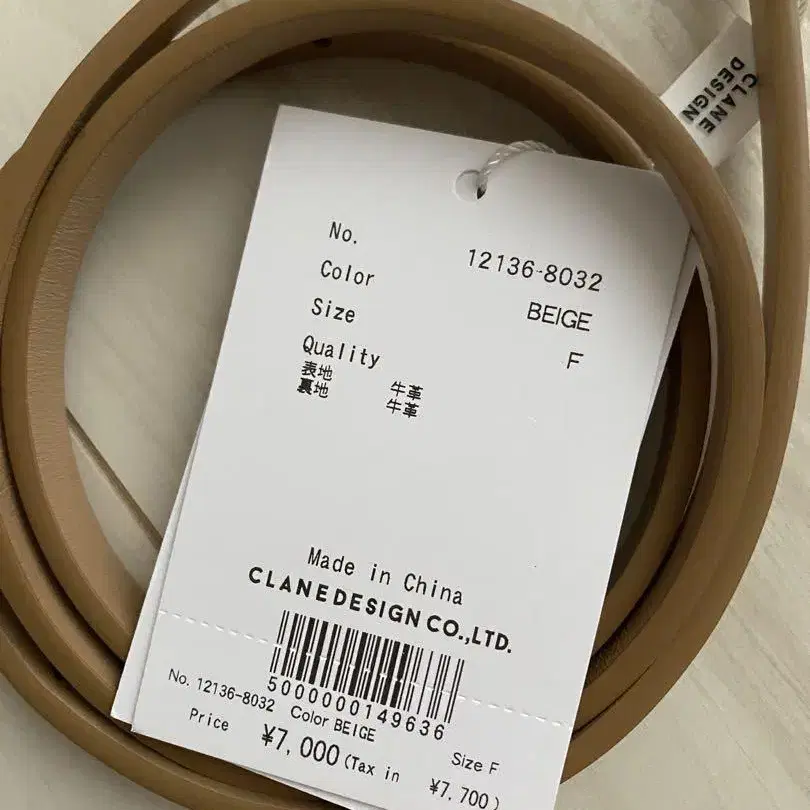 CLANE
DESIGN
No. 12136-8032
Color BEIGE
Size F
Quality
表地 牛革
裏地 牛革
Made in China
CLANEDESIGN CO.,LTD.
5000000149636
No. 12136-8032 Color BEIGE Size F
Price ¥7,000(Tax in ¥7,700)